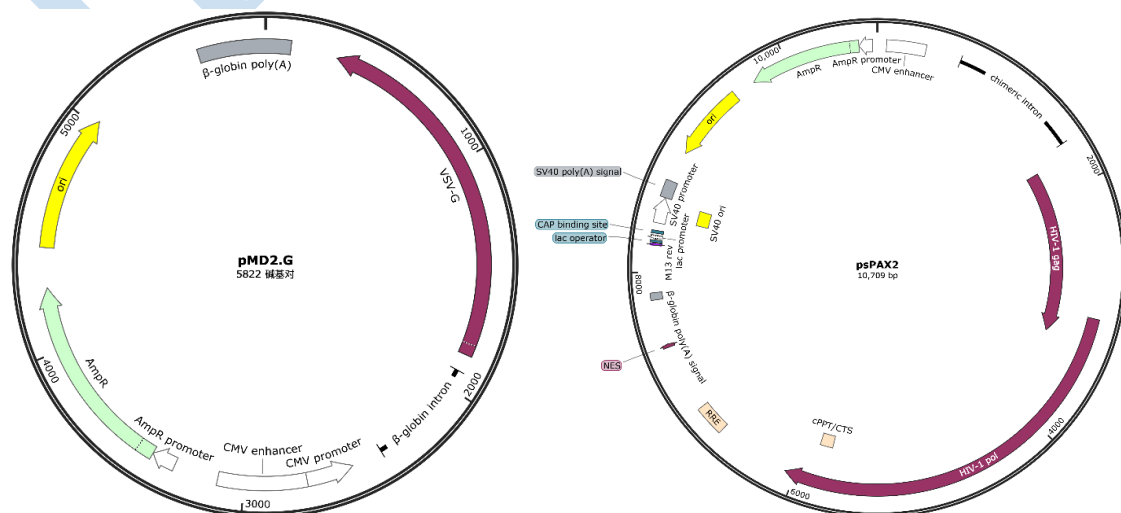 β-globin poly(A)
5000
ori
1000
VSV-G
pMD2.G
5822 碱基对
AmpR
4000
AmpR promoter
CMV enhancer
CMV promoter
β-globin intron
2000
3000
10,000
AmpR
AmpR promoter
CMV enhancer
chimeric intron
2000
ori
SV40 poly(A) signal
SV40 promoter
SV40 ori
CAP binding site
lac promoter
lac operator
M13 rev
HIV-1 gag
psPAX2
10,709 bp
8000
β-globin poly(A) signal
NES
RRE
cPPT/CTS
4000
HIV-1 pol
6000